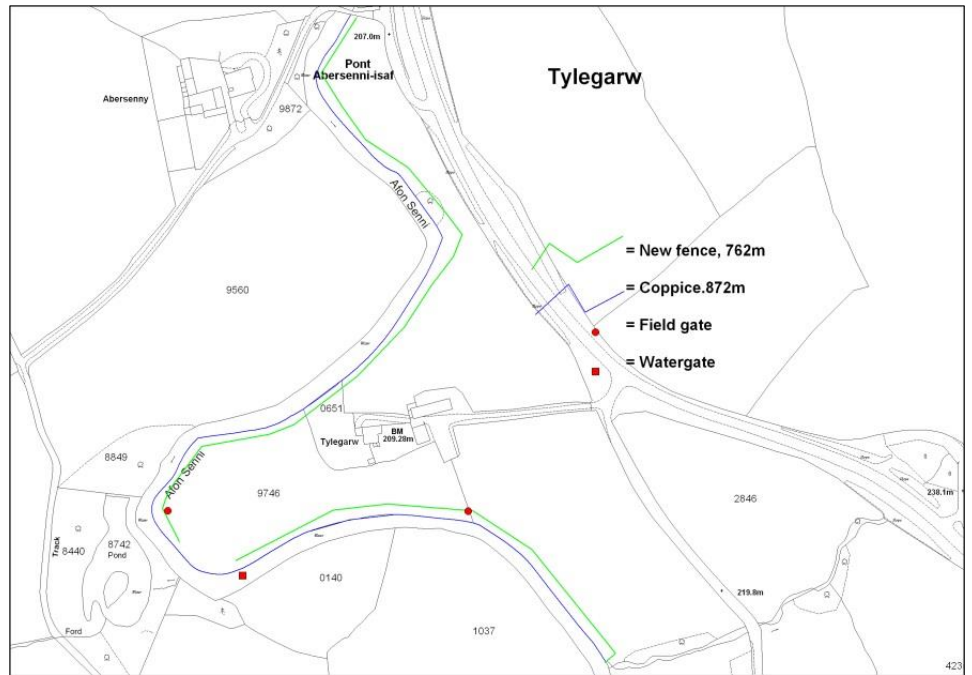 207.0m
Pont
Abersenni-isaf
Tylegarw
Abersenny
9872
Afon Senni
= New fence, 762m
= Coppice.872m
= Field gate
= Watergate
9560
0651
BM
209.28m
Tylegarw
8849
Afon Senni
9746
2846
238.1m
Track
8440
8742
Pond
0140
219.8m
Ford
1037
423